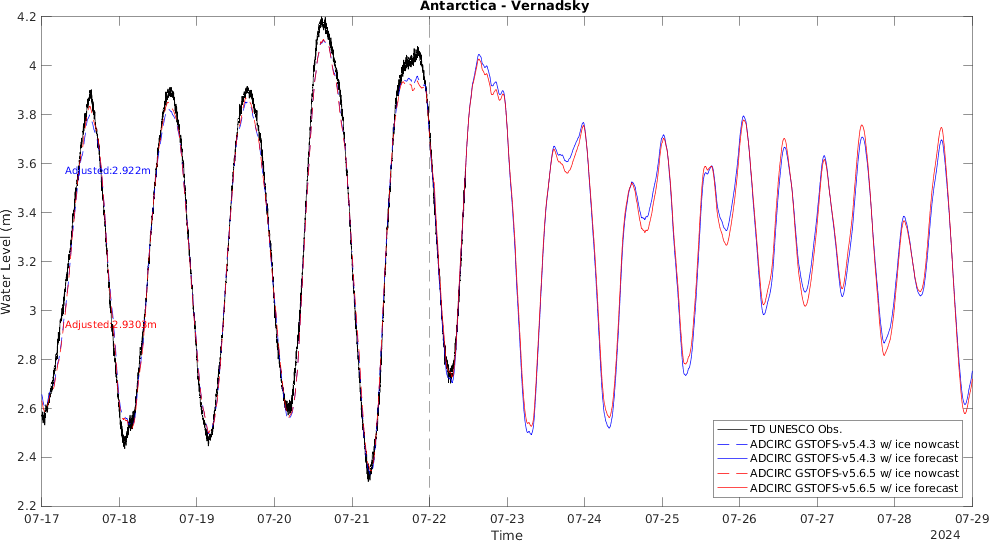 Antarctica - Vernadsky
4.2
4
3.8
3.6
3.4
3.2
3
2.8
2.6
2.4
2.2
Water Level (m)
Adjusted:2.922m
Adjusted:2.9303m
TD UNESCO Obs.
ADCIRC GSTOFS-v5.4.3 w/ ice nowcast
ADCIRC GSTOFS-v5.4.3 w/ ice forecast
ADCIRC GSTOFS-v5.6.5 w/ ice nowcast
ADCIRC GSTOFS-v5.6.5 w/ ice forecast
07-17 07-18 07-19 07-20 07-21 07-22 07-23 07-24 07-25 07-26 07-27 07-28 07-29
Time
2024